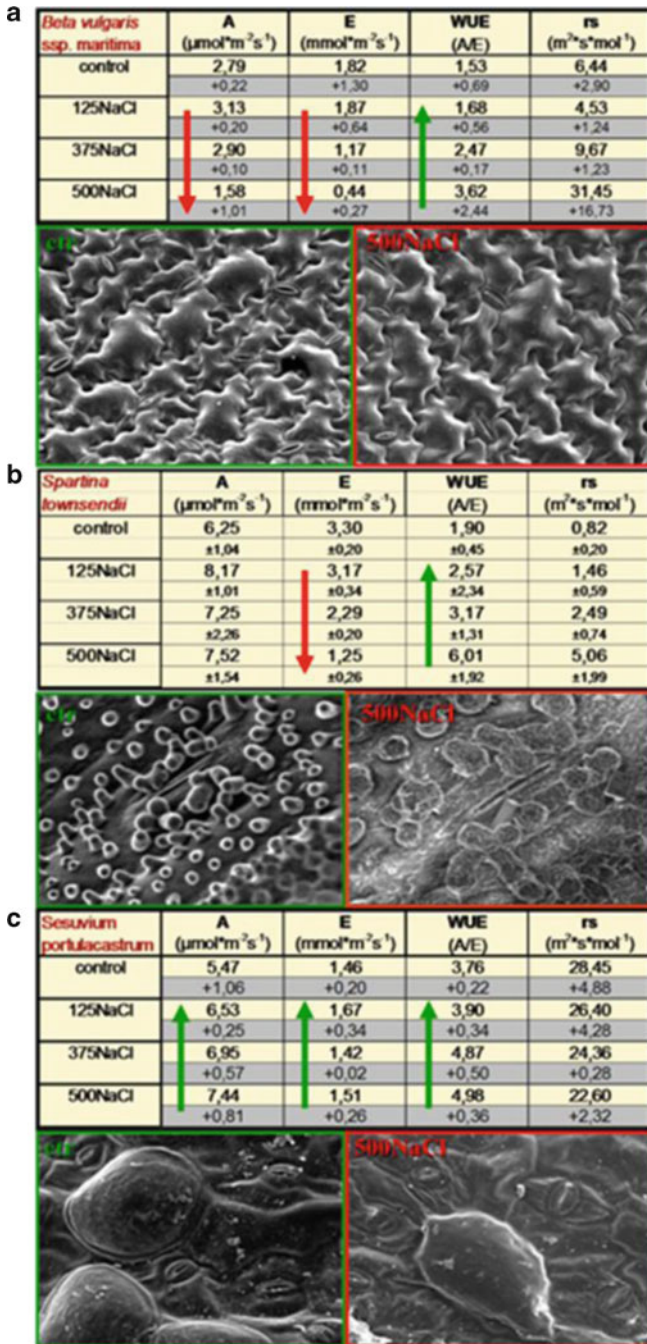 a
Beta vulgaris ssp. maritima A (µmol*m⁻²s⁻¹) E (mmol*m⁻²s⁻¹) WUE (A/E) rs (m²*s*mol⁻¹)
control 2,79 1,82 1,53 6,44
+0,22 +1,30 +0,69 +2,90
125NaCl 3,13 1,87 1,68 4,53
+0,20 +0,64 +0,56 +1,24
375NaCl 2,90 1,17 2,47 9,67
+0,10 +0,11 +0,17 +1,23
500NaCl 1,58 0,44 3,62 31,45
+1,01 +0,27 +2,44 +16,73
ctr 500NaCl
b
Spartina townsendii A (µmol*m⁻²s⁻¹) E (mmol*m⁻²s⁻¹) WUE (A/E) rs (m²*s*mol⁻¹)
control 6,25 3,30 1,90 0,82
±1,04 ±0,20 ±0,45 ±0,20
125NaCl 8,17 3,17 2,57 1,46
±1,01 ±0,34 ±2,34 ±0,59
375NaCl 7,25 2,29 3,17 2,49
±2,26 ±0,20 ±1,31 ±0,74
500NaCl 7,52 1,25 6,01 5,06
±1,54 ±0,26 ±1,92 ±1,99
ctr 500NaCl
c
Sesuvium portulacastrum A (µmol*m⁻²s⁻¹) E (mmol*m⁻²s⁻¹) WUE (A/E) rs (m²*s*mol⁻¹)
control 5,47 1,46 3,76 28,45
+1,06 +0,20 +0,22 +4,88
125NaCl 6,53 1,67 3,90 26,40
+0,25 +0,34 +0,34 +4,28
375NaCl 6,95 1,42 4,87 24,36
+0,57 +0,02 +0,50 +0,28
500NaCl 7,44 1,51 4,98 22,60
+0,81 +0,26 +0,36 +2,32
ctr 500NaCl